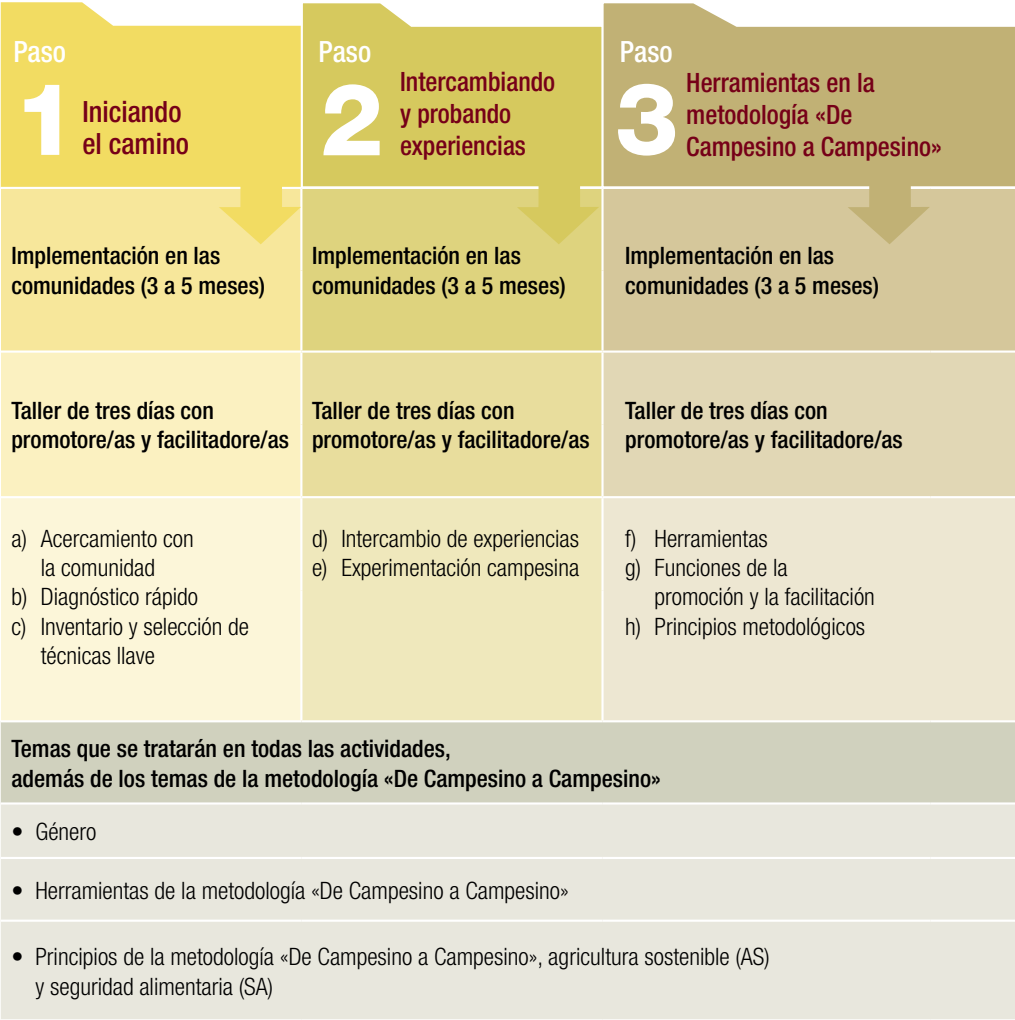 Paso
1 Iniciando
el camino
Paso
2 Intercambiando
y probando
experiencias
Paso
3 Herramientas en la
metodología «De
Campesino a Campesino»
Implementación en las
comunidades (3 a 5 meses)
Implementación en las
comunidades (3 a 5 meses)
Implementación en las
comunidades (3 a 5 meses)
Taller de tres días con
promotore/as y facilitadore/as
Taller de tres días con
promotore/as y facilitadore/as
Taller de tres días con
promotore/as y facilitadore/as
a) Acercamiento con
la comunidad
b) Diagnóstico rápido
c) Inventario y selección de
técnicas llave
d) Intercambio de experiencias
e) Experimentación campesina
f) Herramientas
g) Funciones de la
promoción y la facilitación
h) Principios metodológicos
Temas que se tratarán en todas las actividades,
además de los temas de la metodología «De Campesino a Campesino»
• Género
• Herramientas de la metodología «De Campesino a Campesino»
• Principios de la metodología «De Campesino a Campesino», agricultura sostenible (AS)
y seguridad alimentaria (SA)